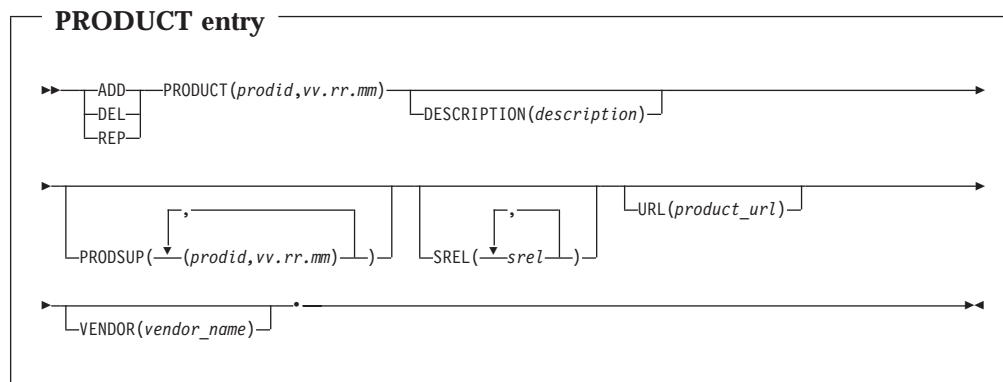 PRODUCT entry
ADD PRODUCT(prodid,vv.rr.mm)
DEL DESCRIPTION(description)
REP
, , URL(product_url)
PRODSUP( (prodid,vv.rr.mm) ) SREL( srel )
.
VENDOR(vendor_name)